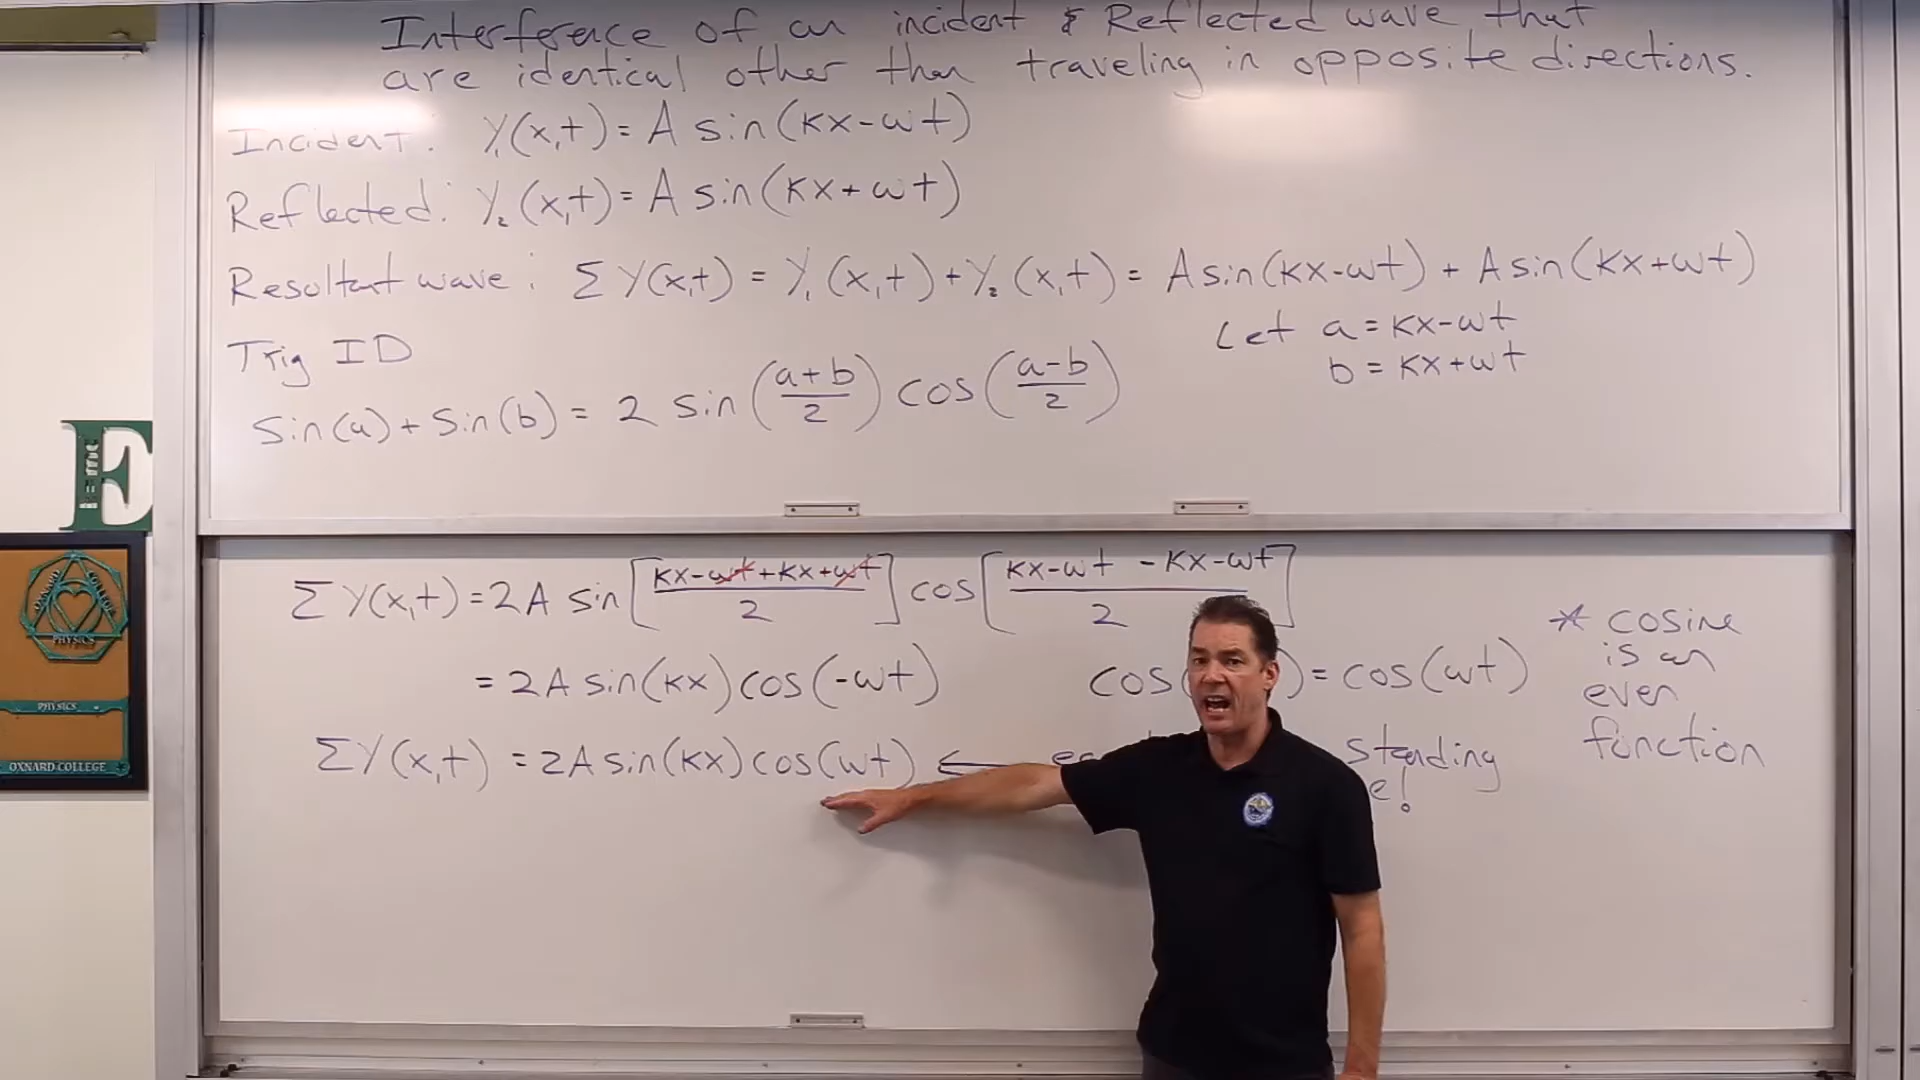 Interference of an incident & Reflected wave that
are identical other than traveling in opposite directions.
Incident: y₁(x,t) = A sin(kx-ωt)
Reflected: y₂(x,t) = A sin(kx+ωt)
Resultant wave: Σ y(x,t) = y₁(x,t) + y₂(x,t) = A sin(kx-ωt) + A sin(kx+ωt)
Let a = kx-ωt
b = kx+ωt
Trig ID
sin(a) + sin(b) = 2 sin((a+b)/2) cos((a-b)/2)
Σ y(x,t) = 2A sin[(kx-ωt+kx+ωt)/2] cos[(kx-ωt -kx-ωt)/2]
= 2A sin(kx) cos(-ωt)
cos( ) = cos(ωt)
* cosine
is an
even
function
Σ y(x,t) = 2A sin(kx) cos(ωt) ← standing
OXNARD COLLEGE
PHYSICS
PHYSICS
OXNARD COLLEGE